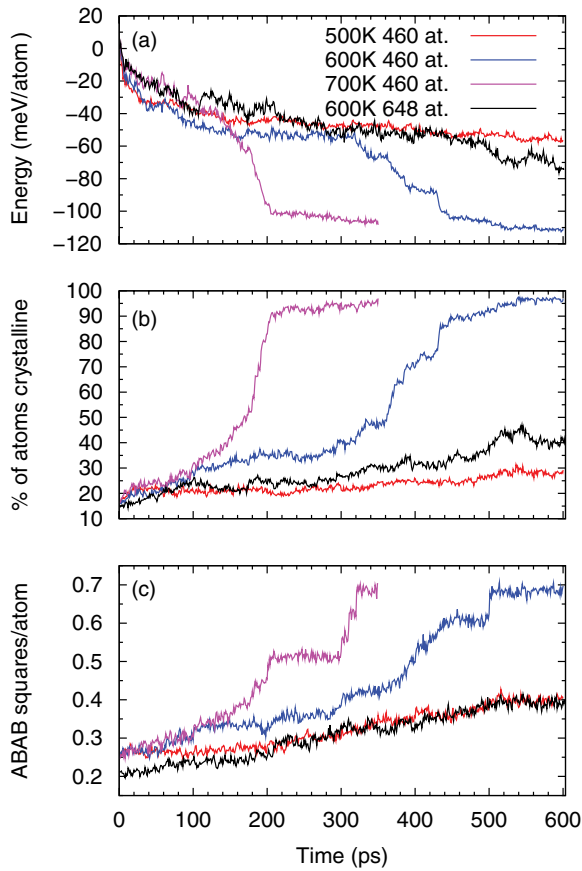 (a)
500K 460 at.
600K 460 at.
700K 460 at.
600K 648 at.
Energy (meV/atom)
20
0
−20
−40
−60
−80
−100
−120
(b)
% of atoms crystalline
100
90
80
70
60
50
40
30
20
10
(c)
ABAB squares/atom
0.7
0.6
0.5
0.4
0.3
0.2
0 100 200 300 400 500 600
Time (ps)